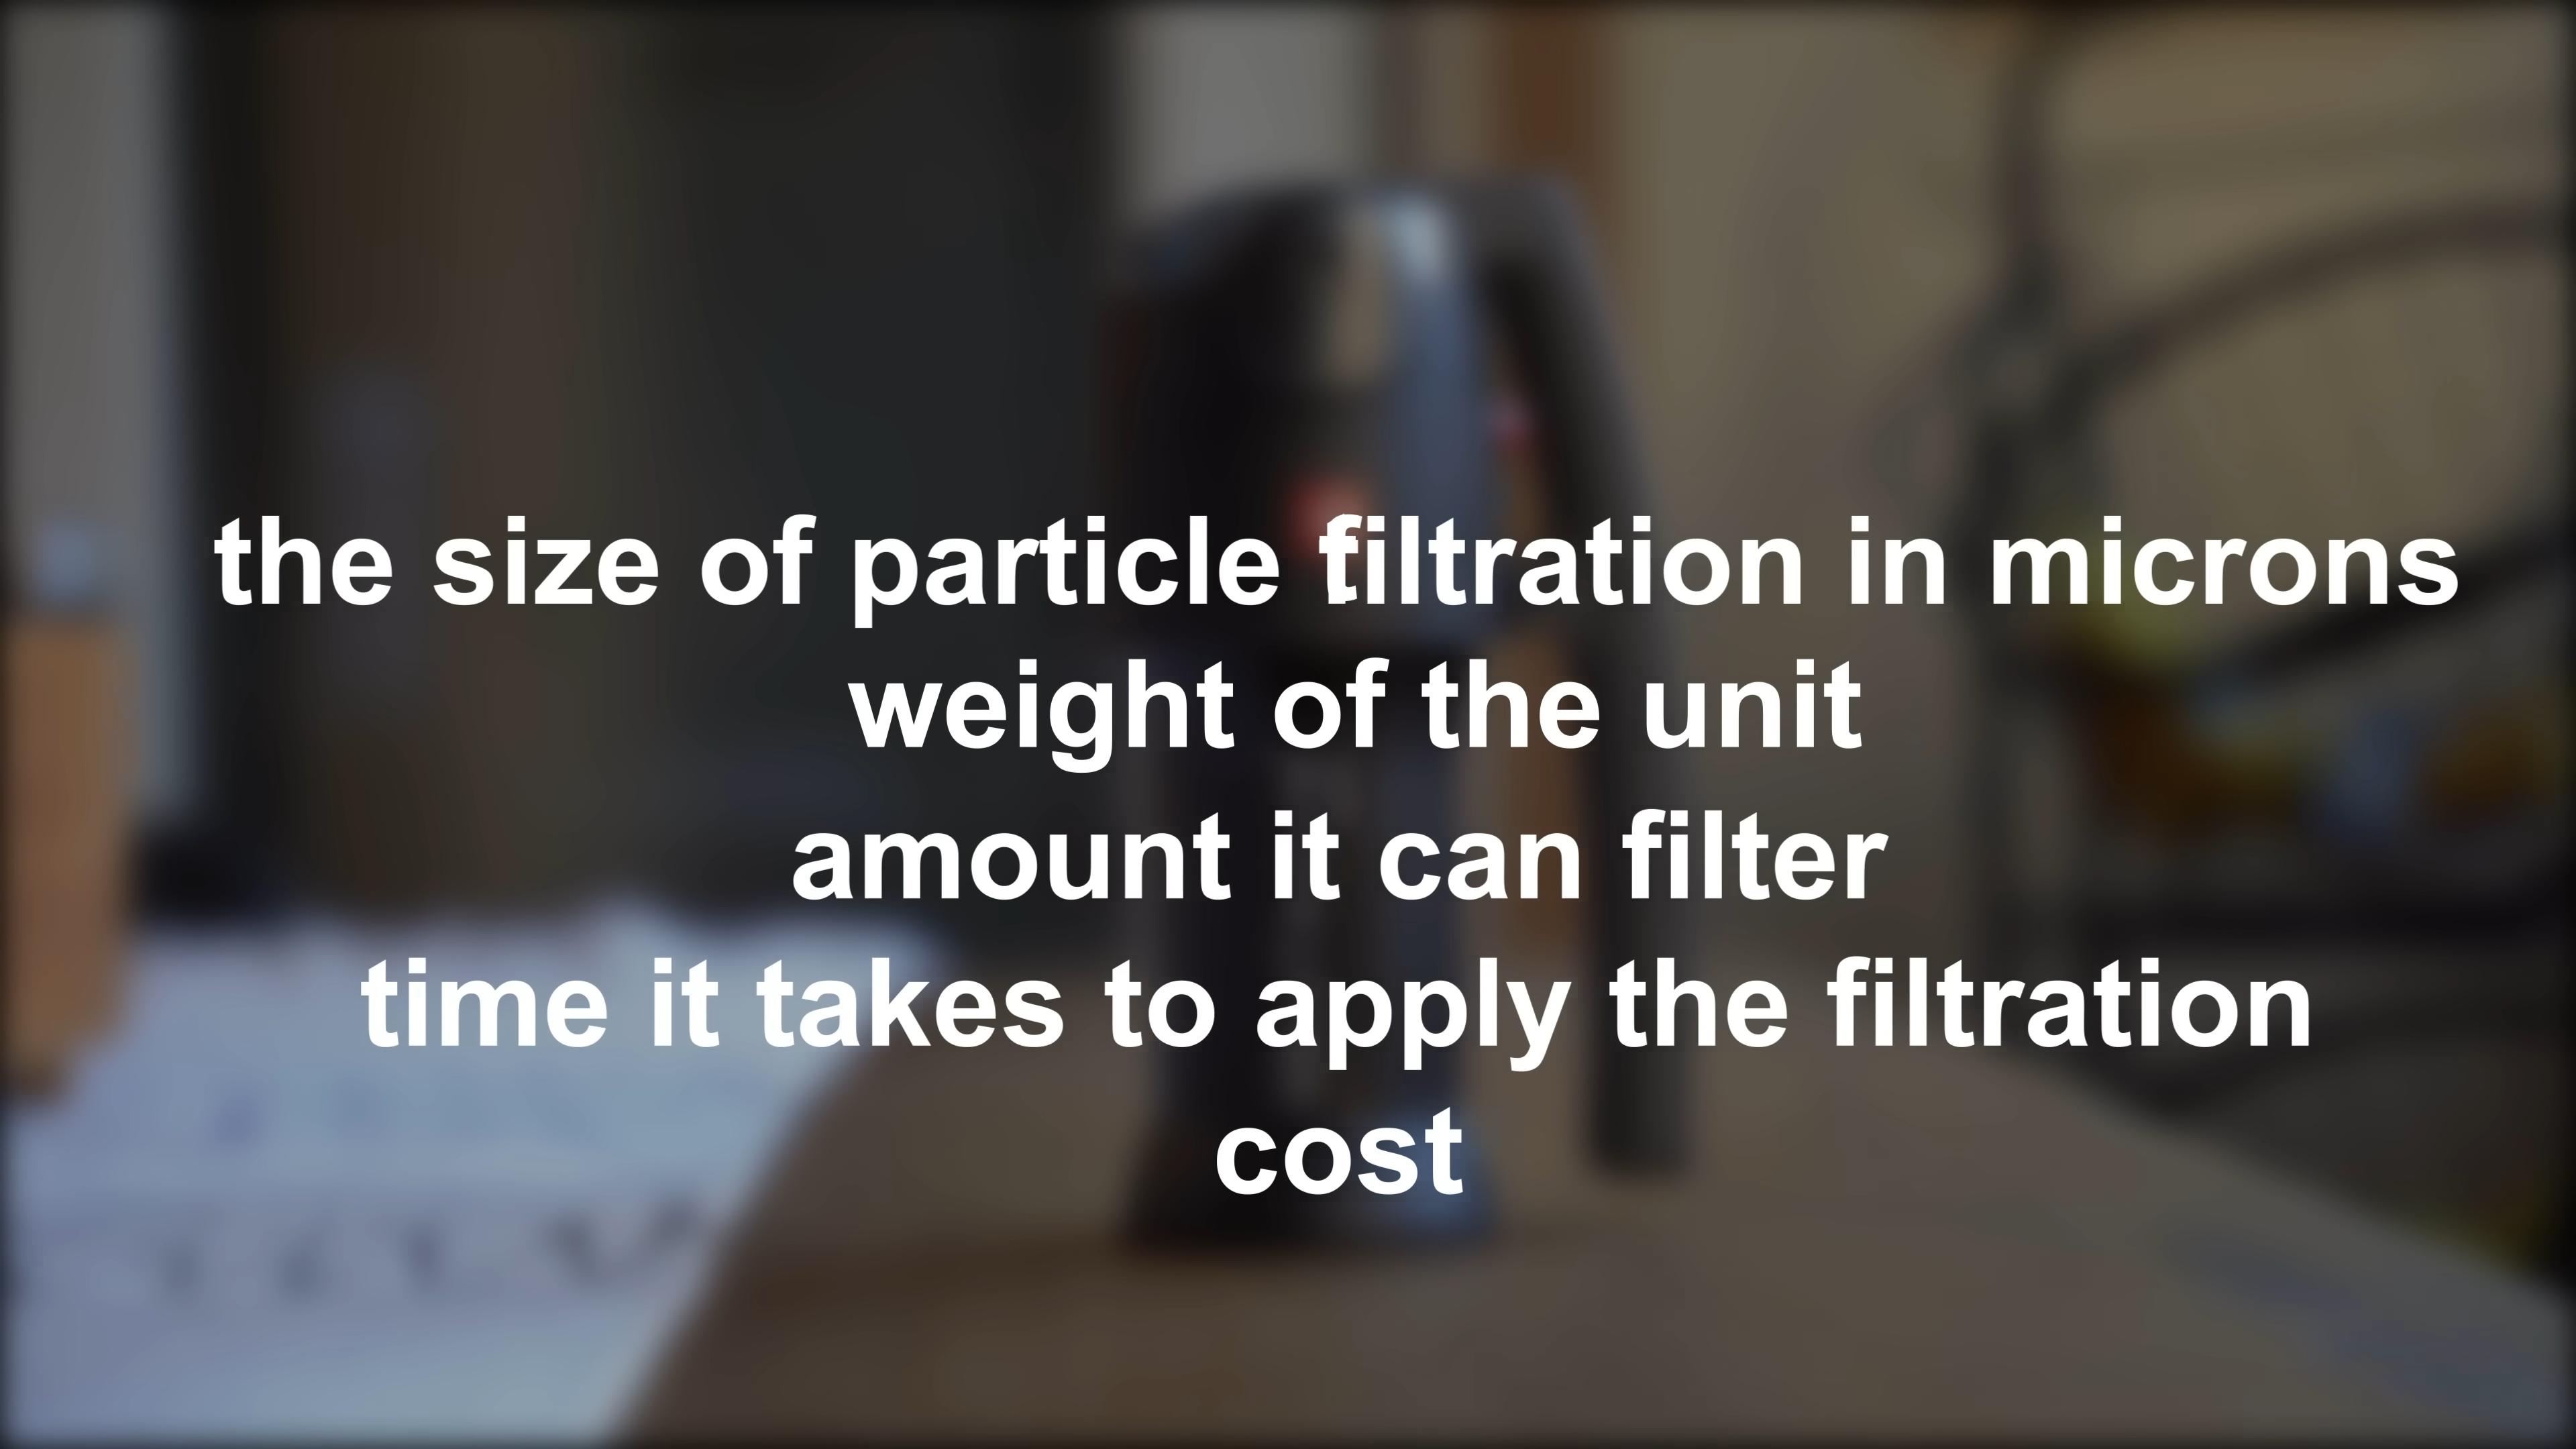 the size of particle filtration in microns
weight of the unit
amount it can filter
time it takes to apply the filtration
cost